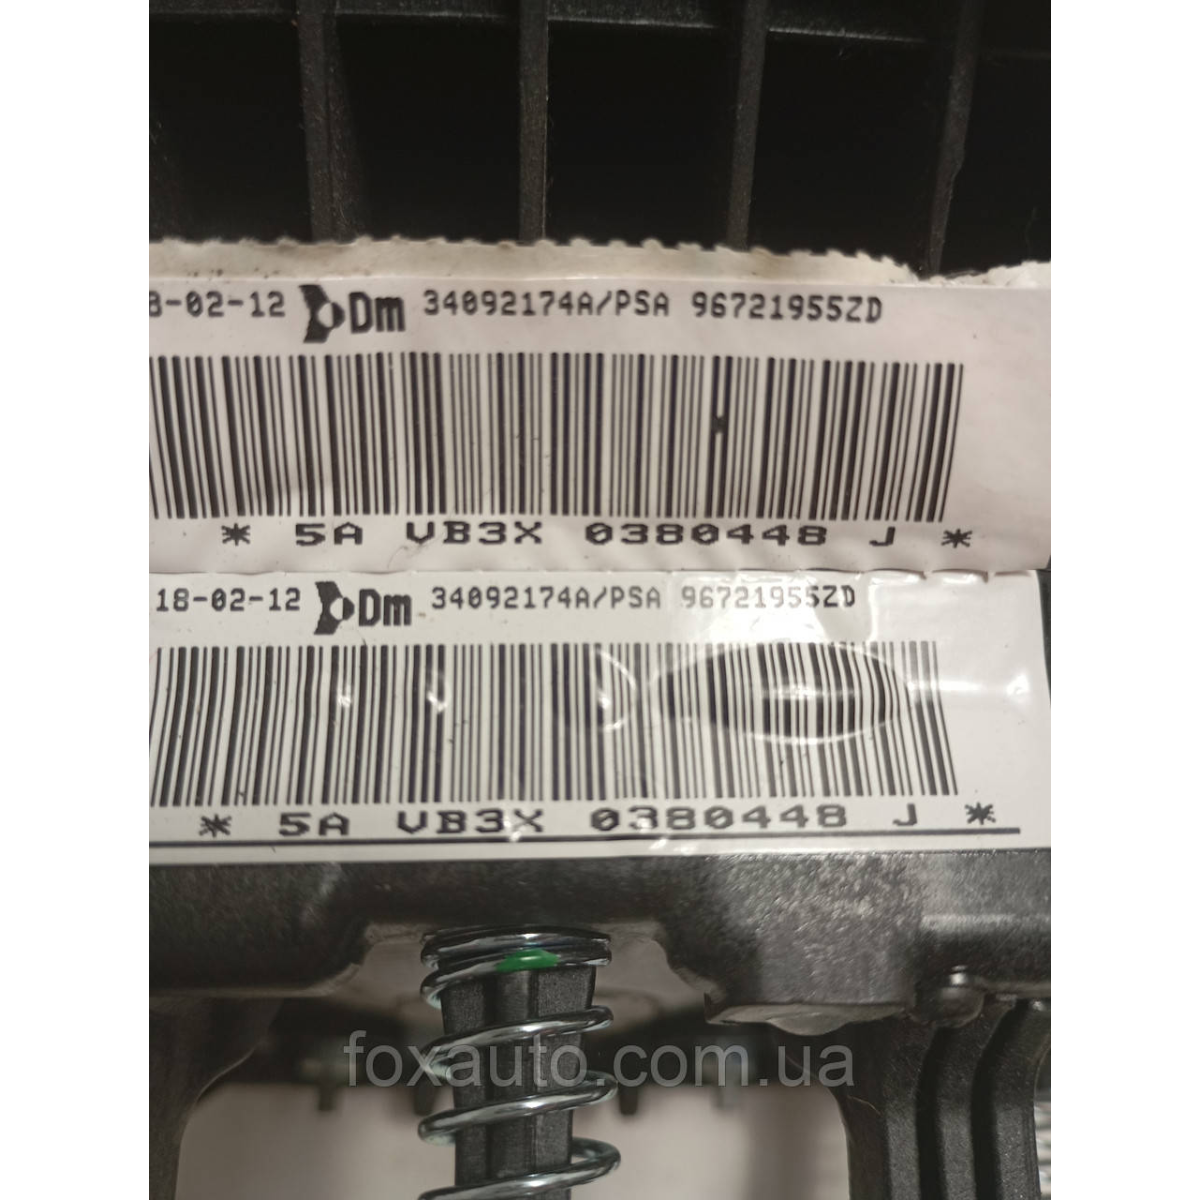 8-02-12 Dm 34092174A/PSA 96721955ZD
* 5A VB3X 0380448 J *
18-02-12 Dm 34092174A/PSA 96721955ZD
* 5A VB3X 0380448 J *
foxauto.com.ua